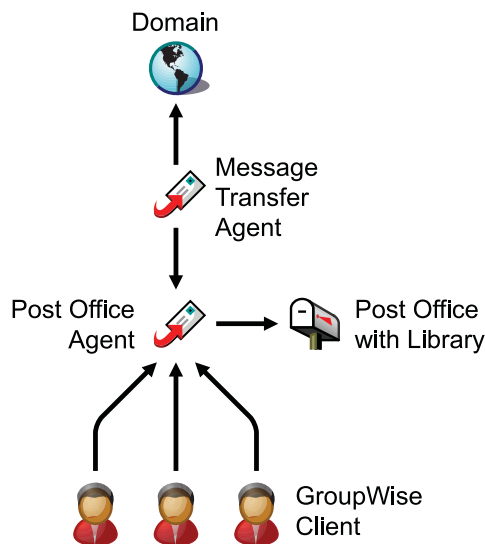 Domain
Message
Transfer
Agent
Post Office
Agent
Post Office
with Library
GroupWise
Client